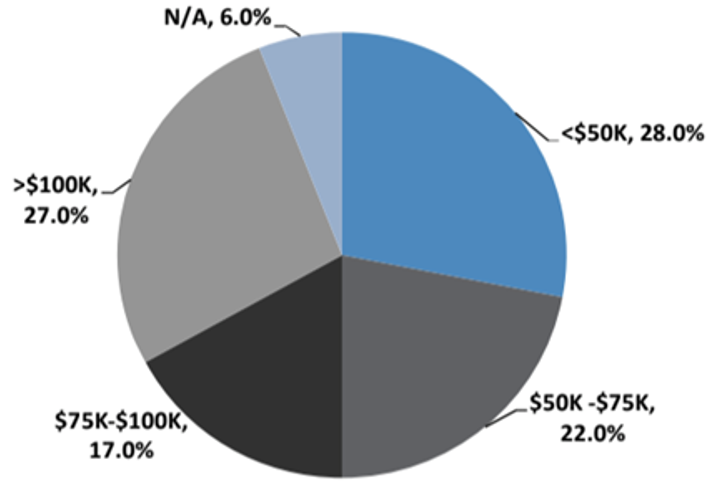 N/A, 6.0%
<$50K, 28.0%
>$100K,
27.0%
$50K -$75K,
22.0%
$75K-$100K,
17.0%